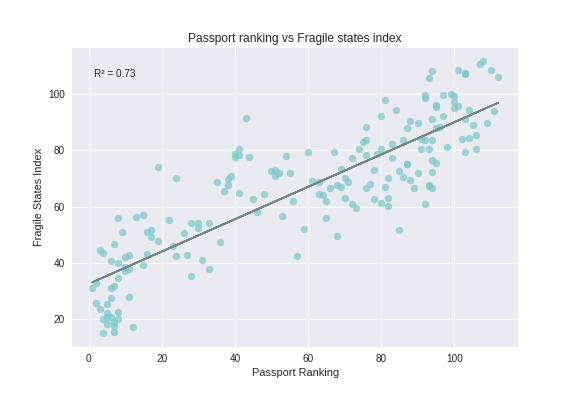 Passport ranking vs Fragile states index
R² = 0.73
Fragile States Index
100
80
60
40
20
0
20
40
60
80
100
Passport Ranking